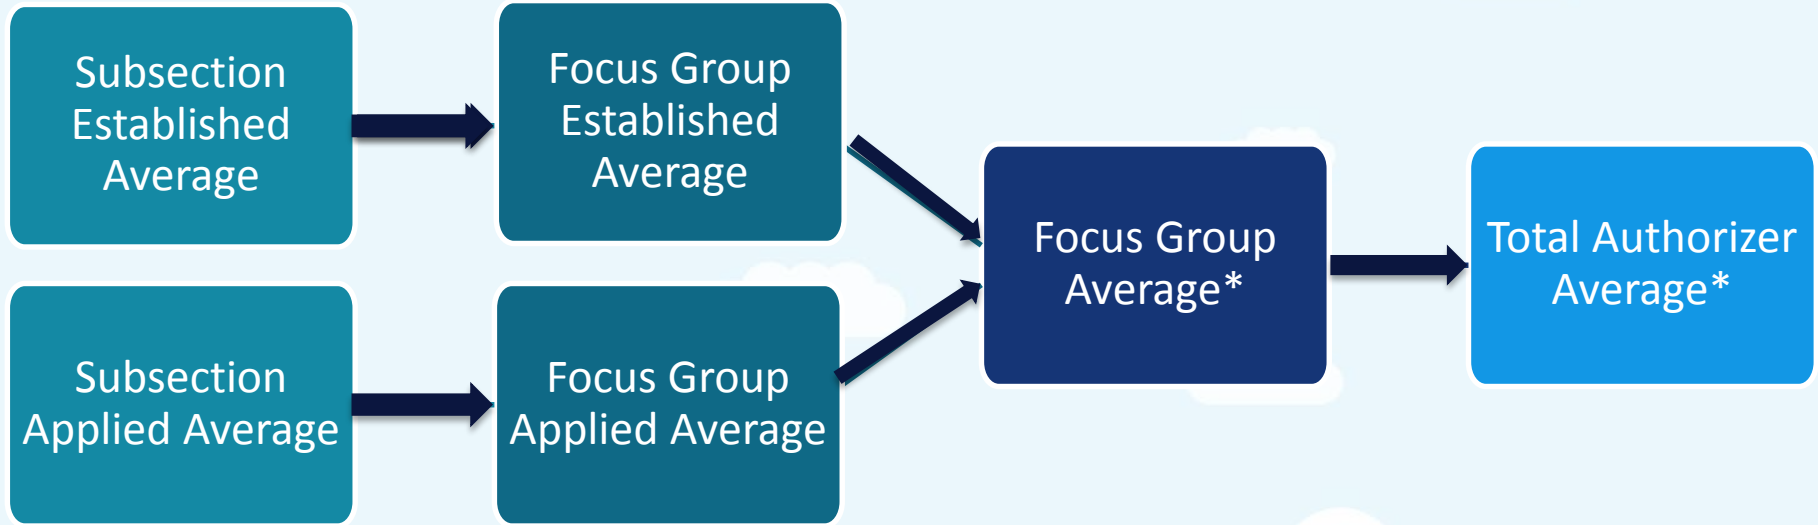 Subsection
Established
Average
Focus Group
Established
Average
Subsection
Applied Average
Focus Group
Applied Average
Focus Group
Average*
Total Authorizer
Average*